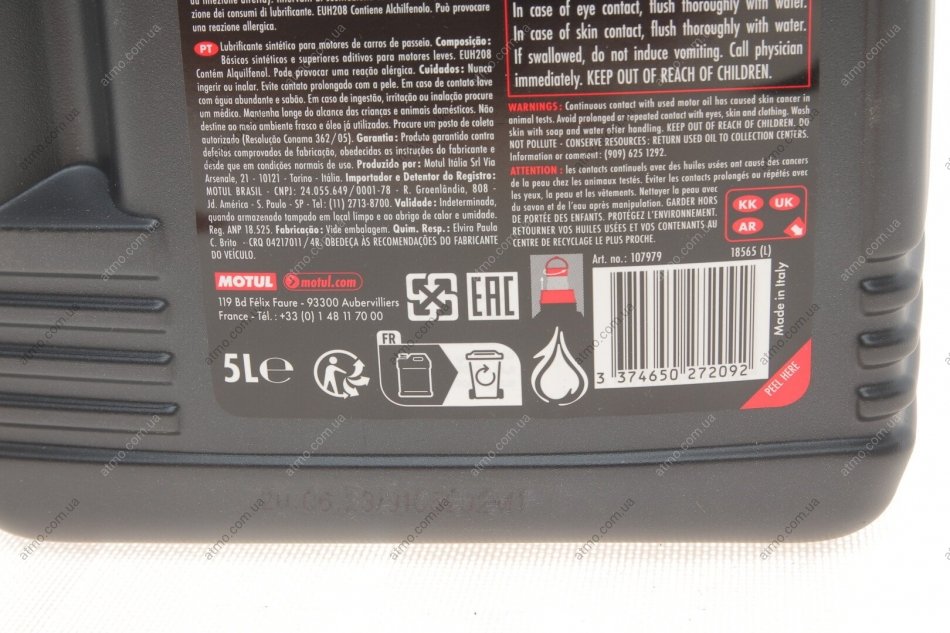 zione dei consumi di lubrificante. EUH208 Contiene Alchilfenolo. Può provocare
una reazione allergica.
PT Lubrificante sintético para motores de carros de passeio. Composição:
Básicos sintéticos e superiores aditivos para motores leves. EUH208
Contém Alquilfenol. Pode provocar uma reação alérgica. Cuidados: Nunca
ingerir ou inalar. Evite contato prolongado com a pele. Em caso de contato lave
com água abundante e sabão. Em caso de ingestão, irritação ou inalação procure
um médico. Mantenha longe do alcance das crianças e animais domésticos. Não
destine ao meio ambiente frasco e óleo já utilizados. Procure um posto de coleta
autorizado (Resolução Conama 362/05). Garantia: Produto garantido contra
defeitos comprovados de fabricação, obedecidas as instruções do fabricante e
desde que em condições normais de uso. Produzido por: Motul Itália Srl Via
Arsenale, 21 - 10121 - Torino - Itália. Importador e Detentor do Registro:
MOTUL BRASIL - CNPJ: 24.055.649/0001-78 - R. Groenlândia, 808 -
Jd. América - S. Paulo - SP - Tel: (11) 2713-8700. Validade: Indeterminada,
quando armazenado tampado em local limpo e ao abrigo de calor e umidade.
Reg. ANP 18.525. Fabricação: Vide embalagem. Quim. Resp.: Elvira Paula
C. Brito - CRQ 04217011/4R. OBEDEÇA ÀS RECOMENDAÇÕES DO FABRICANTE
DO VEÍCULO.
MOTUL motul.com
119 Bd Félix Faure - 93300 Aubervilliers
France - Tél.: +33 (0) 1 48 11 70 00
5L e
FR
EAC
In case of eye contact, flush thoroughly with water.
In case of skin contact, flush thoroughly with water.
If swallowed, do not induce vomiting. Call physician
immediately. KEEP OUT OF REACH OF CHILDREN.
WARNINGS: Continuous contact with used motor oil has caused skin cancer in
animal tests. Avoid prolonged or repeated contact with eyes, skin and clothing. Wash
skin with soap and water after handling. KEEP OUT OF REACH OF CHILDREN. DO
NOT POLLUTE - CONSERVE RESOURCES: RETURN USED OIL TO COLLECTION CENTERS.
Information or comment: (909) 625 1292.
ATTENTION: les contacts continuels avec des huiles usées ont causé des cancers
de la peau chez les animaux testés. Éviter les contacts prolongés ou répétés avec
les yeux, la peau et les vêtements. Nettoyer la peau avec
du savon et de l'eau après manipulation. GARDER HORS
DE PORTÉE DES ENFANTS. PROTÉGEZ L'ENVIRONNEMENT.
RETOURNER VOS HUILES USÉES ET VOS CONTENANTS AU
CENTRE DE RECYCLAGE LE PLUS PROCHE.
KK UK
AR
18565 (L)
Art. no.: 107979
3 374650 272092
Made in Italy
PEEL HERE
atmo.com.ua